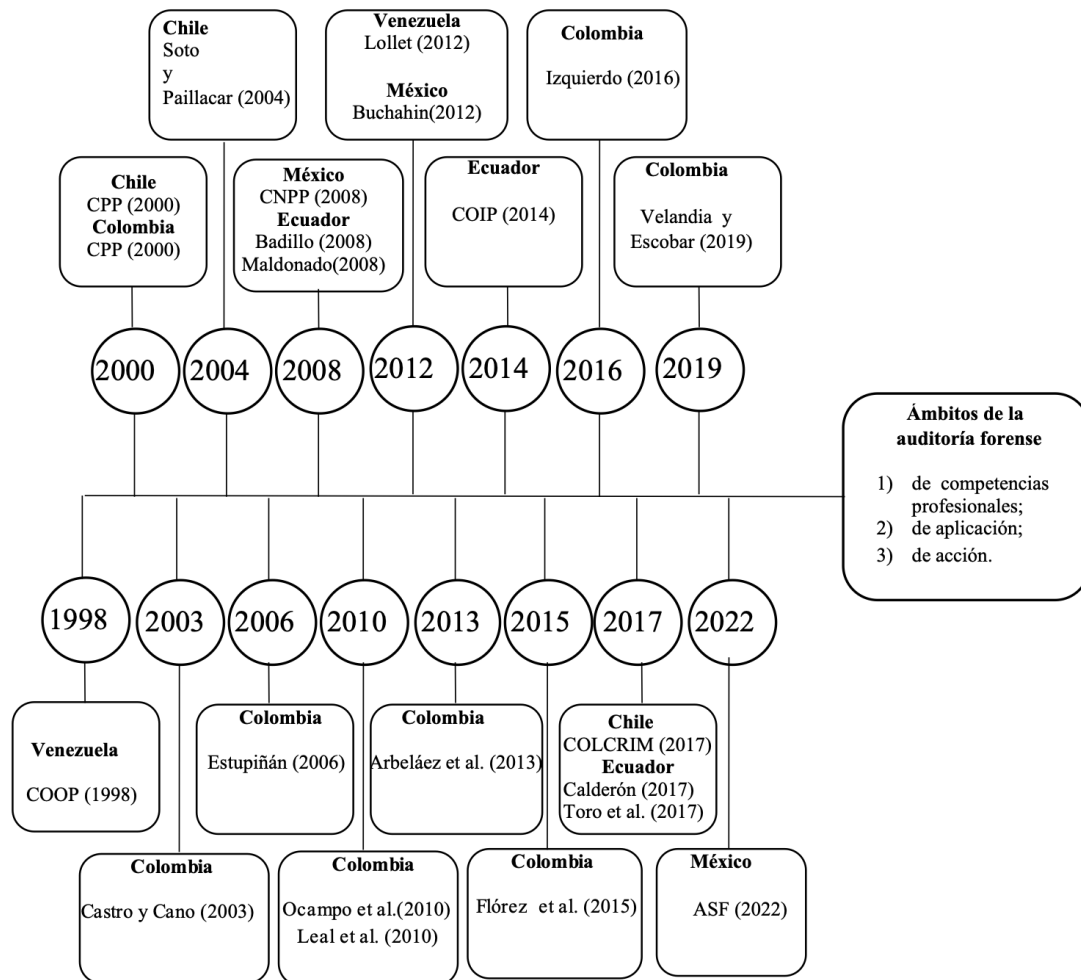 Chile
Soto
y
Paillacar (2004)
Venezuela
Lollet (2012)
México
Buchahin(2012)
Colombia
Izquierdo (2016)
Chile
CPP (2000)
Colombia
CPP (2000)
México
CNPP (2008)
Ecuador
Badillo (2008)
Maldonado(2008)
Ecuador
COIP (2014)
Colombia
Velandia y
Escobar (2019)
2000
2004
2008
2012
2014
2016
2019
Ámbitos de la
auditoría forense
1) de competencias
profesionales;
2) de aplicación;
3) de acción.
1998
2003
2006
2010
2013
2015
2017
2022
Venezuela
COOP (1998)
Colombia
Estupiñán (2006)
Colombia
Arbeláez et al. (2013)
Chile
COLCRIM (2017)
Ecuador
Calderón (2017)
Toro et al. (2017)
Colombia
Castro y Cano (2003)
Colombia
Ocampo et al.(2010)
Leal et al. (2010)
Colombia
Flórez et al. (2015)
México
ASF (2022)